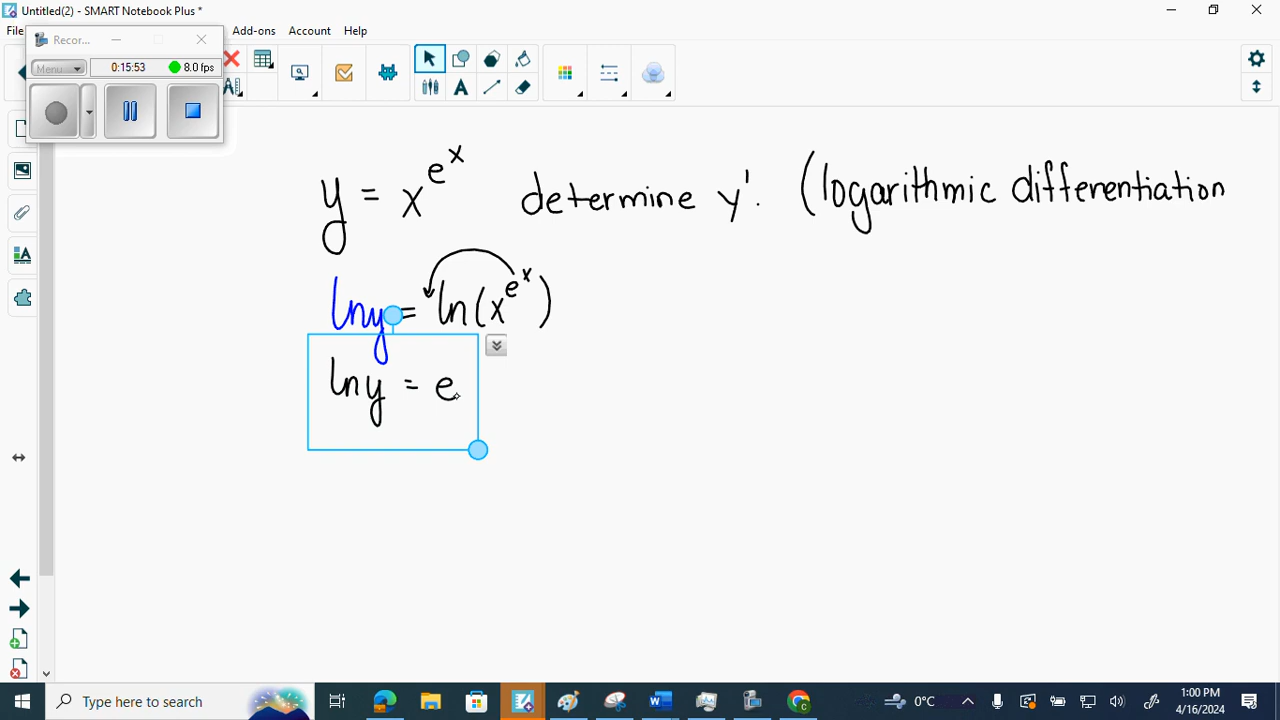 Untitled(2) - SMART Notebook Plus *
File Add-ons Account Help
Recor...
Menu 0:15:53 8.0 fps
y = x^{e^x} determine y'. (logarithmic differentiation
ln y = ln(x^{e^x})
ln y = e
Type here to search
0°C
1:00 PM
4/16/2024